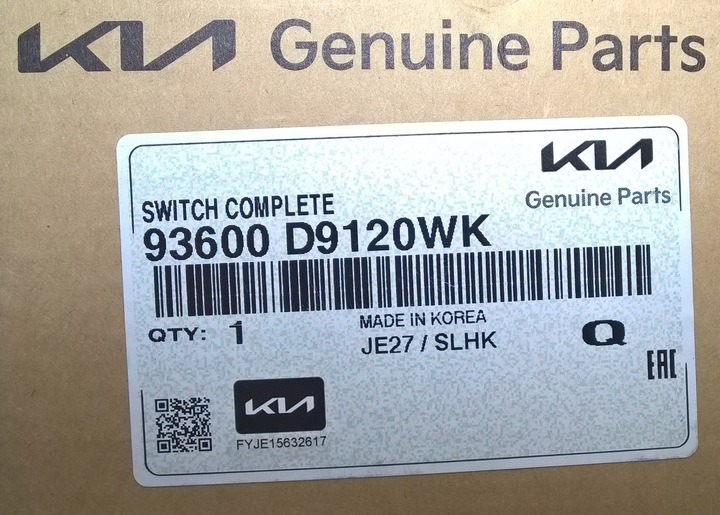 KIA Genuine Parts
KIA
Genuine Parts
SWITCH COMPLETE
93600 D9120WK
QTY: 1
MADE IN KOREA
JE27 / SLHK
Q
EAC
KIA
FYJE15632617